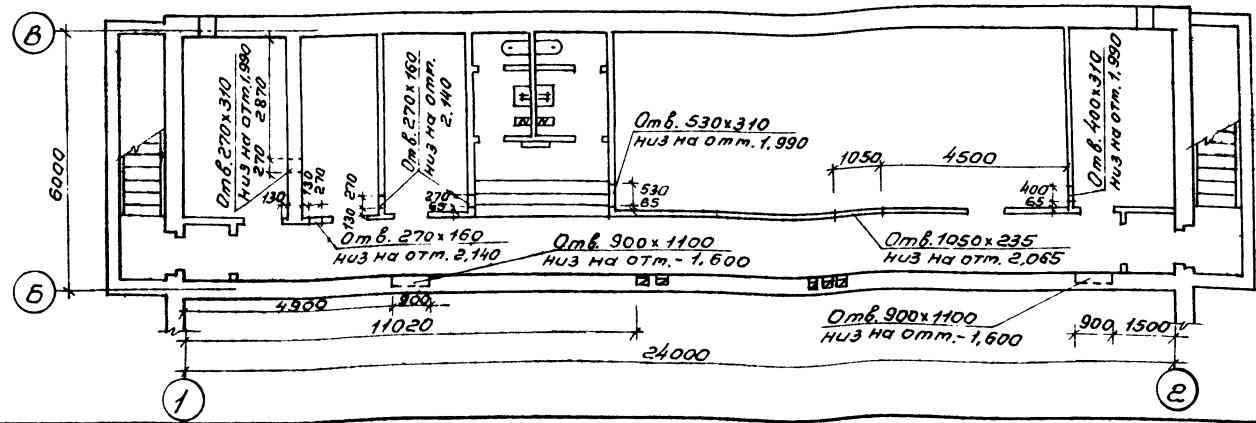 В
Б
6000
Отв. 270х310
низ на отм. 1.990
2870
270
130
130
270
Отв. 270х160
низ на отм.
2.140
270
130
270
65
Отв. 270х160
низ на отм. 2,140
Отв. 530х310
низ на отм. 1.990
530
65
1050
4500
Отв. 400х310
низ на отм. 1.990
400
65
Отв. 900х1100
низ на отм. - 1,600
Отв. 1050х235
низ на отм. 2,065
Отв. 900х1100
низ на отм. - 1,600
4900
900
11020
900
1500
24000
1
2